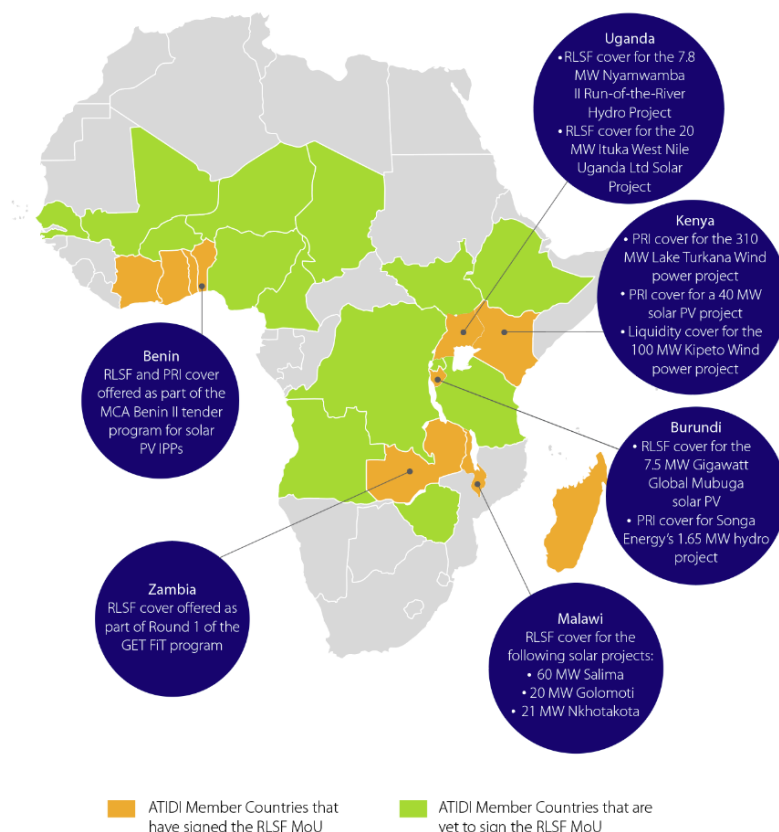 Uganda
• RLSF cover for the 7.8
MW Nyamwamba
II Run-of-the-River
Hydro Project
• RLSF cover for the 20
MW Ituka West Nile
Uganda Ltd Solar
Project
Kenya
• PRI cover for the 310
MW Lake Turkana Wind
power project
• PRI cover for a 40 MW
solar PV project
• Liquidity cover for the
100 MW Kipeto Wind
power project
Benin
RLSF and PRI cover
offered as part of the
MCA Benin II tender
program for solar
PV IPPs
Burundi
• RLSF cover for the
7.5 MW Gigawatt
Global Mubuga
solar PV
• PRI cover for Songa
Energy's 1.65 MW hydro
project
Zambia
RLSF cover offered as
part of Round 1 of the
GET FiT program
Malawi
RLSF cover for the
following solar projects:
• 60 MW Salima
• 20 MW Golomoti
• 21 MW Nkhotakota
ATIDI Member Countries that
have signed the RLSF MoU
ATIDI Member Countries that are
yet to sign the RLSF MoU